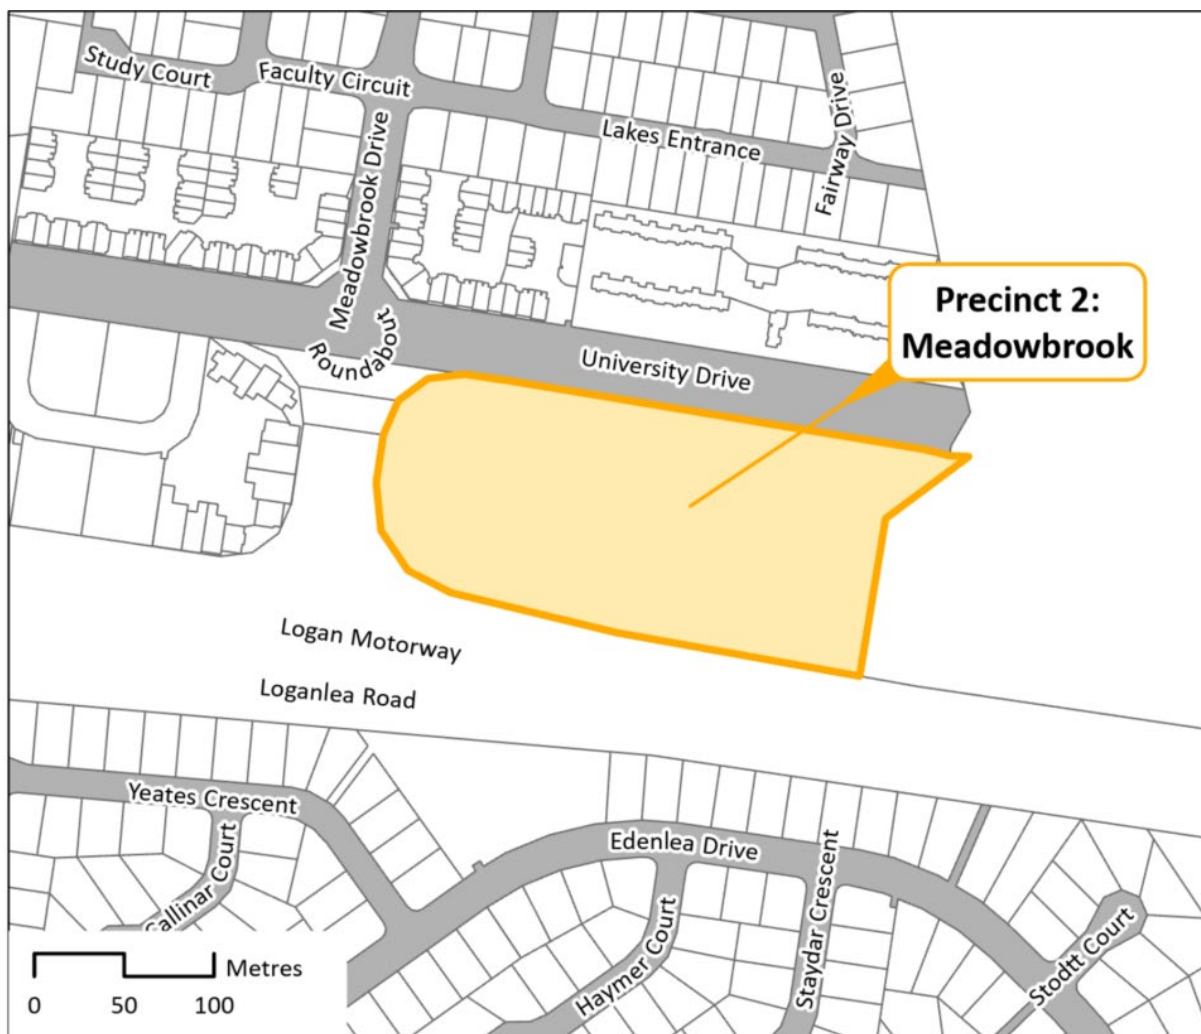 Study Court
Faculty Circuit
Meadowbrook Drive
Lakes Entrance
Fairway Drive
Precinct 2:
Meadowbrook
Roundabout
University Drive
Logan Motorway
Loganlea Road
Yeates Crescent
Edenlea Drive
Staydar Crescent
Haymer Court
Stodtt Court
Metres
0 50 100